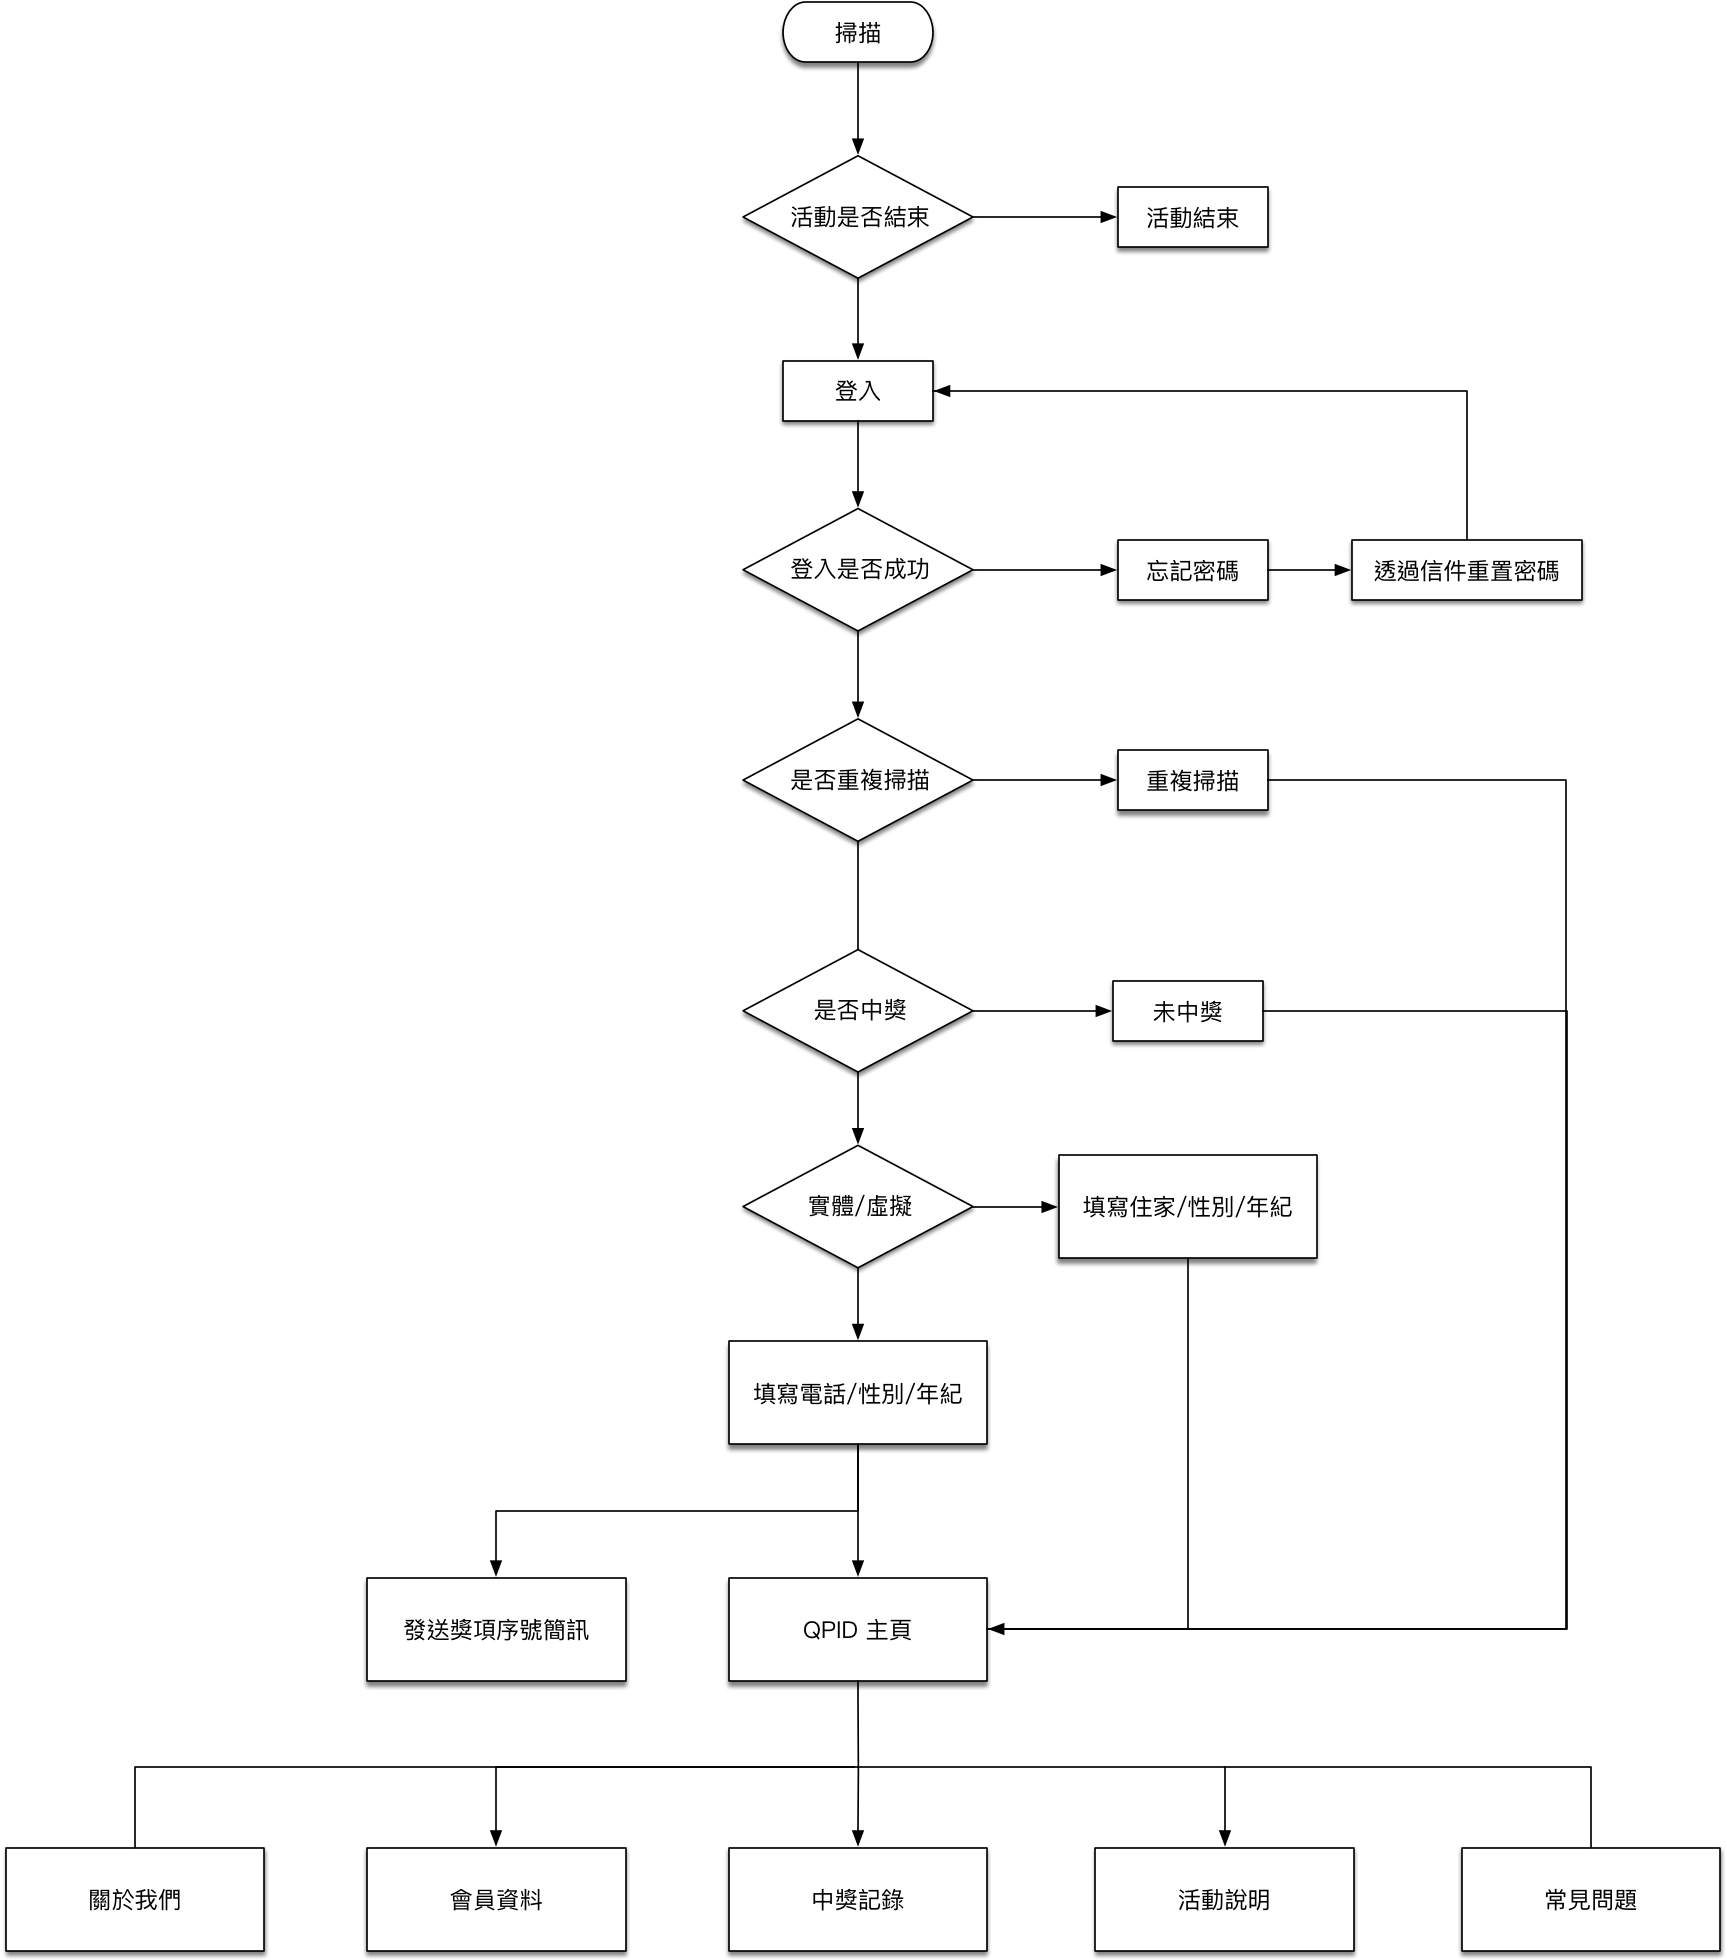 掃描
活動是否結束
活動結束
登入
登入是否成功
忘記密碼
透過信件重置密碼
是否重複掃描
重複掃描
是否中獎
未中獎
實體/虛擬
填寫住家/性別/年紀
填寫電話/性別/年紀
發送獎項序號簡訊
QPID 主頁
關於我們
會員資料
中獎記錄
活動說明
常見問題